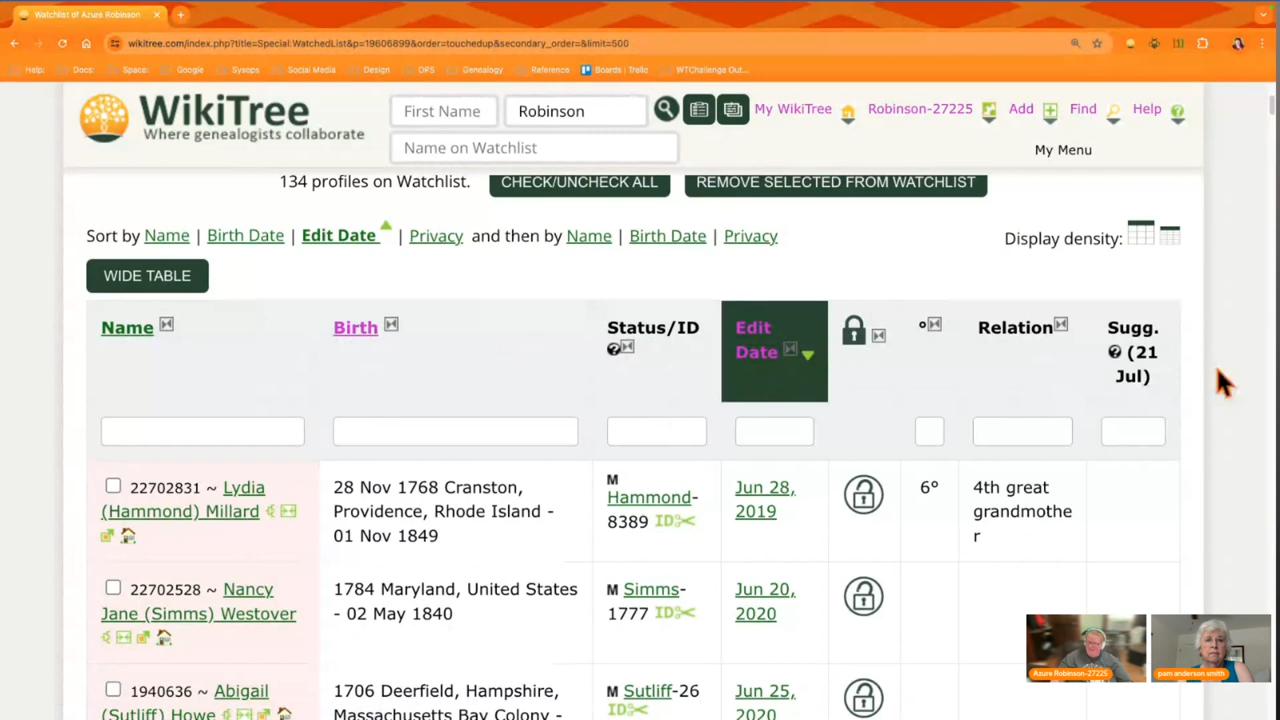 Watchlist of Azure Robinson
wikitree.com/index.php?title=Special:WatchedList&p=19606899&order=touchedup&secondary_order=&limit=500
Help: Docs: Space: Google Sysops Social Media Design OPS Genealogy Reference Boards | Trello WTChallenge Out...
WikiTree
Where genealogists collaborate
First Name Robinson My WikiTree Robinson-27225 Add Find Help
Name on Watchlist My Menu
134 profiles on Watchlist. CHECK/UNCHECK ALL REMOVE SELECTED FROM WATCHLIST
Sort by Name | Birth Date | Edit Date | Privacy and then by Name | Birth Date | Privacy Display density:
WIDE TABLE
Name Birth Status/ID Edit Date ° Relation Sugg. (21 Jul)
22702831 ~ Lydia
(Hammond) Millard
28 Nov 1768 Cranston,
Providence, Rhode Island -
01 Nov 1849
M
Hammond-
8389 ID
Jun 28,
2019
6°
4th great
grandmothe
r
22702528 ~ Nancy
Jane (Simms) Westover
1784 Maryland, United States
- 02 May 1840
M Simms-
1777 ID
Jun 20,
2020
1940636 ~ Abigail
(Sutliff) Howe
1706 Deerfield, Hampshire,
Massachusetts Bay Colony -
M Sutliff-26
ID
Jun 25,
2020
Azure Robinson-27225
pam anderson smith